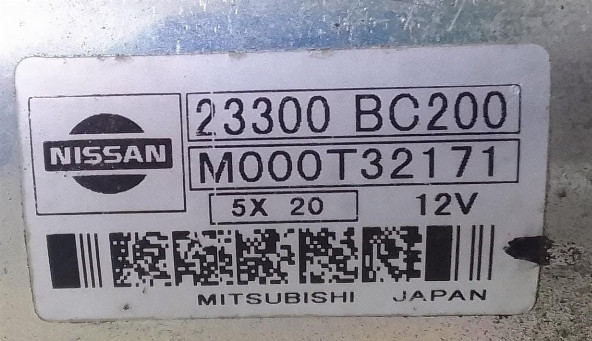 NISSAN
23300 BC200
M000T32171
5X 20 12V
MITSUBISHI JAPAN